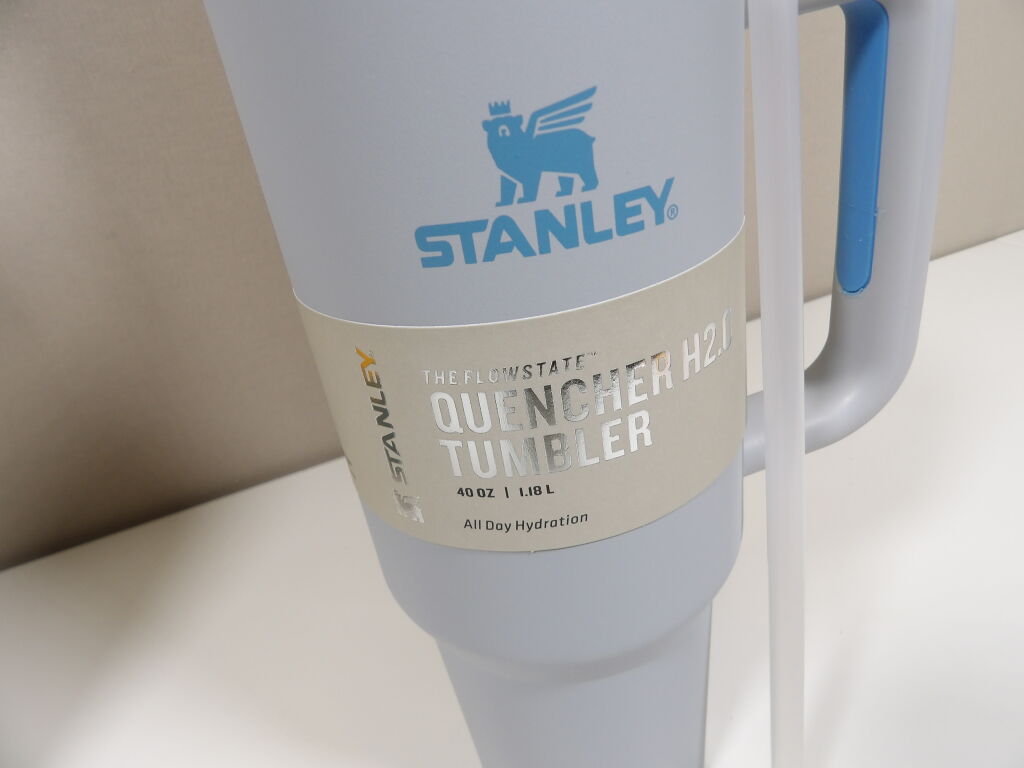 STANLEY®
STANLEY
THE FLOWSTATE™
QUENCHER H2.0
TUMBLER
40 OZ | 1.18 L
All Day Hydration